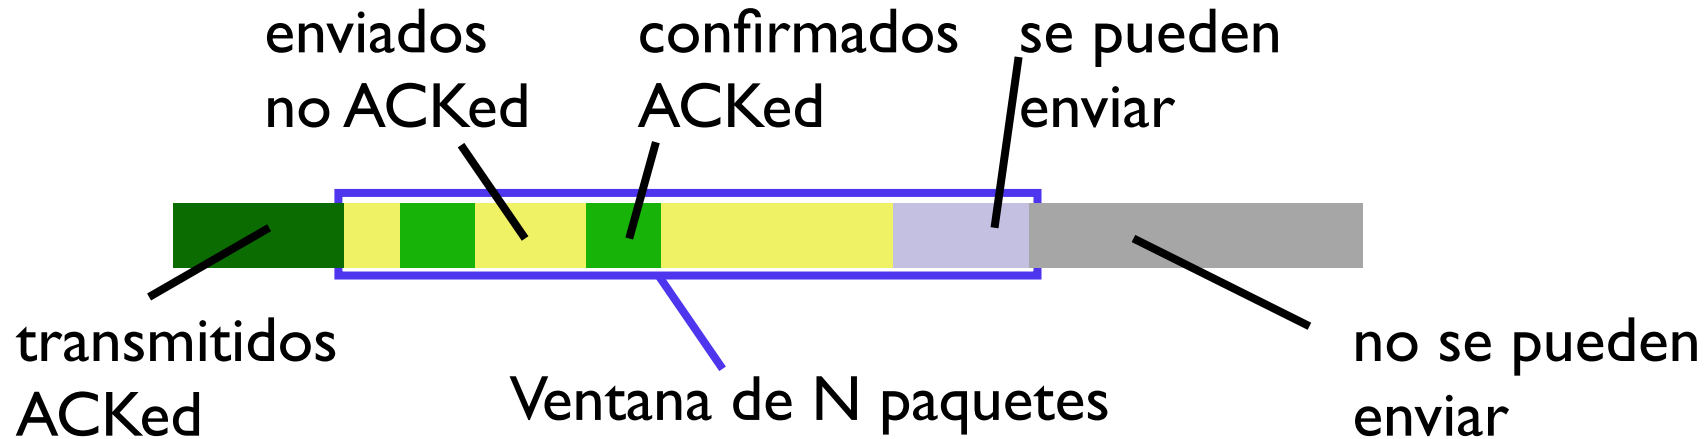 enviados
no ACKed
confirmados
ACKed
se pueden
enviar
transmitidos
ACKed
Ventana de N paquetes
no se pueden
enviar